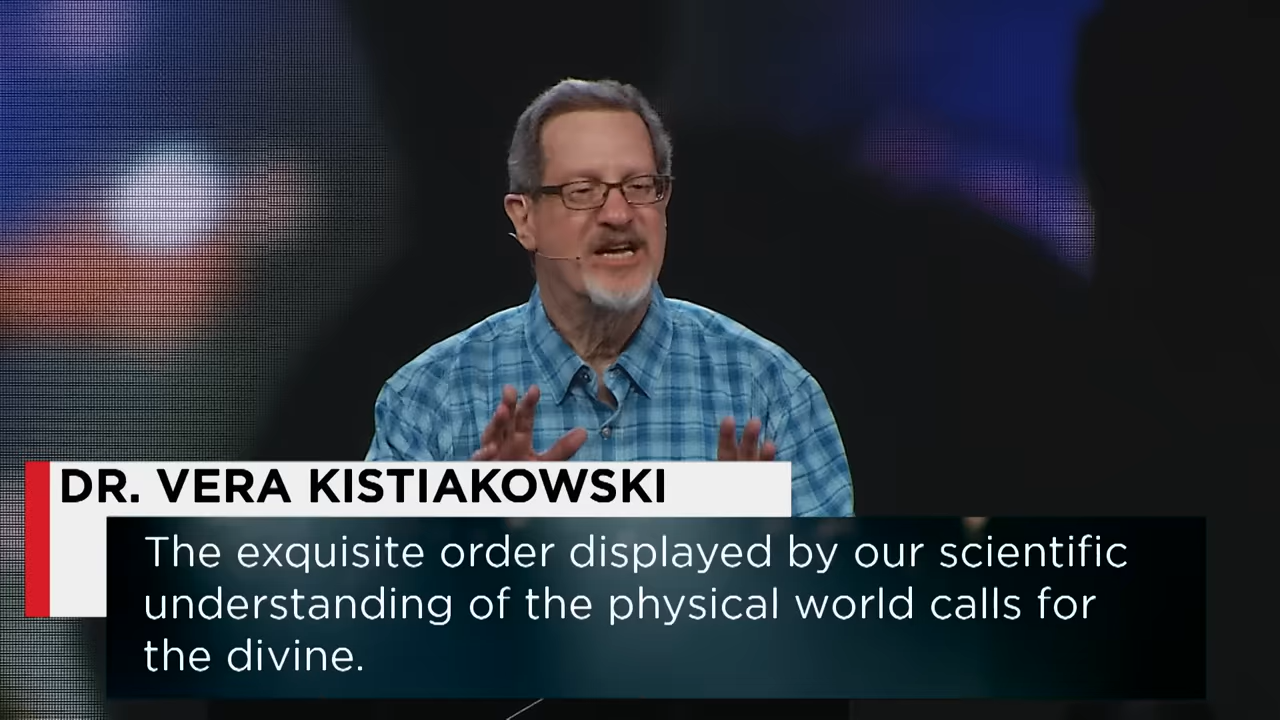 DR. VERA KISTIAKOWSKI
The exquisite order displayed by our scientific
understanding of the physical world calls for
the divine.